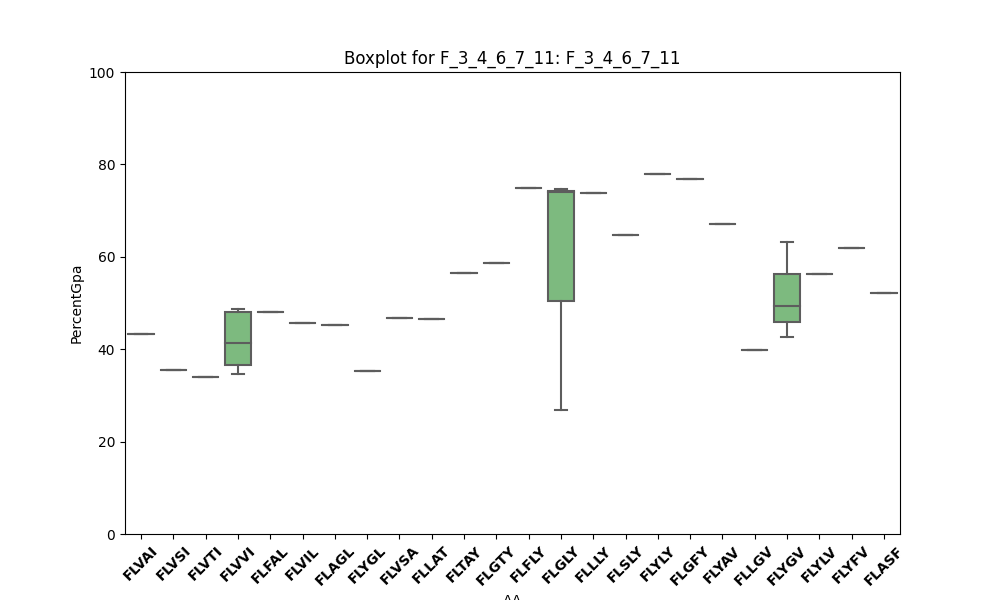 Boxplot for F_3_4_6_7_11: F_3_4_6_7_11
100
80
60
40
20
0
PercentGpa
FLVAI FLVSI FLVTI FLVVI FLFAL FLVIL FLAGL FLYGL FLVSA FLLAT FLTAY FLGTY FLFLY FLGLY FLLLY FLSLY FLYLY FLGFY FLYAV FLLGV FLYGV FLYLV FLYFV FLASF
AA